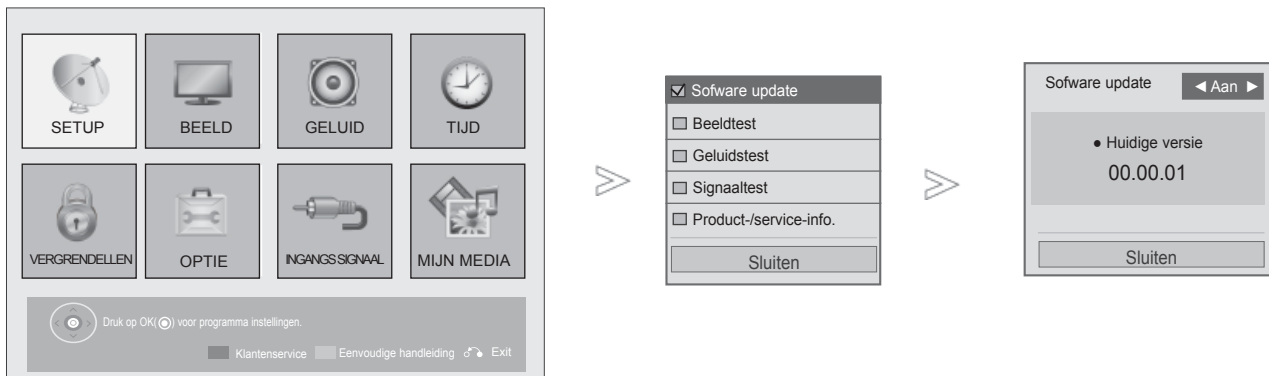 SETUP
BEELD
GELUID
TIJD
VERGRENDELLEN
OPTIE
INGANGSSIGNAAL
MIJN MEDIA
Druk op OK(◉) voor programma instellingen.
Klantenservice Eenvoudige handleiding Exit
Sofware update
Beeldtest
Geluidstest
Signaaltest
Product-/service-info.
Sluiten
Sofware update ◄ Aan ►
● Huidige versie
00.00.01
Sluiten